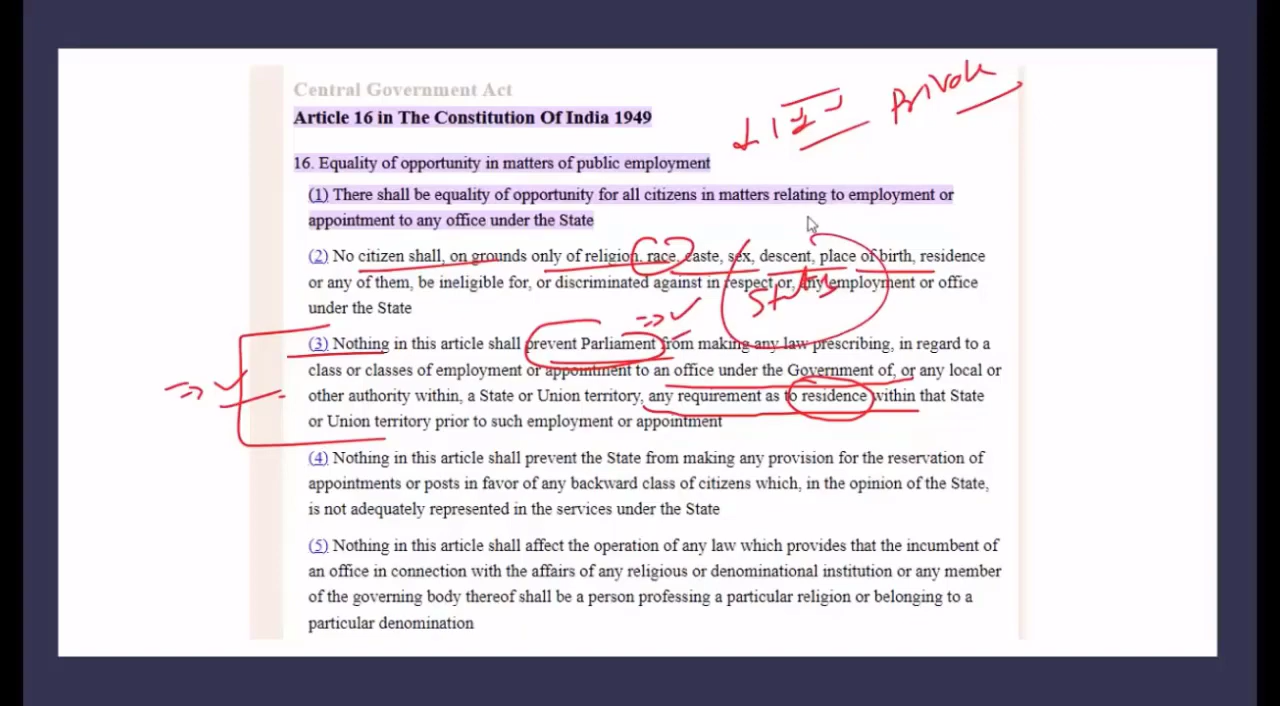 Central Government Act
Private
Article 16 in The Constitution Of India 1949
16. Equality of opportunity in matters of public employment
(1) There shall be equality of opportunity for all citizens in matters relating to employment or
appointment to any office under the State
(2) No citizen shall, on grounds only of religion, race, caste, sex, descent, place of birth, residence
or any of them, be ineligible for, or discriminated against in respect or, any employment or office
States
under the State
(3) Nothing in this article shall prevent Parliament from making any law prescribing, in regard to a
class or classes of employment or appointment to an office under the Government of, or any local or
other authority within, a State or Union territory, any requirement as to residence within that State
or Union territory prior to such employment or appointment
(4) Nothing in this article shall prevent the State from making any provision for the reservation of
appointments or posts in favor of any backward class of citizens which, in the opinion of the State,
is not adequately represented in the services under the State
(5) Nothing in this article shall affect the operation of any law which provides that the incumbent of
an office in connection with the affairs of any religious or denominational institution or any member
of the governing body thereof shall be a person professing a particular religion or belonging to a
particular denomination